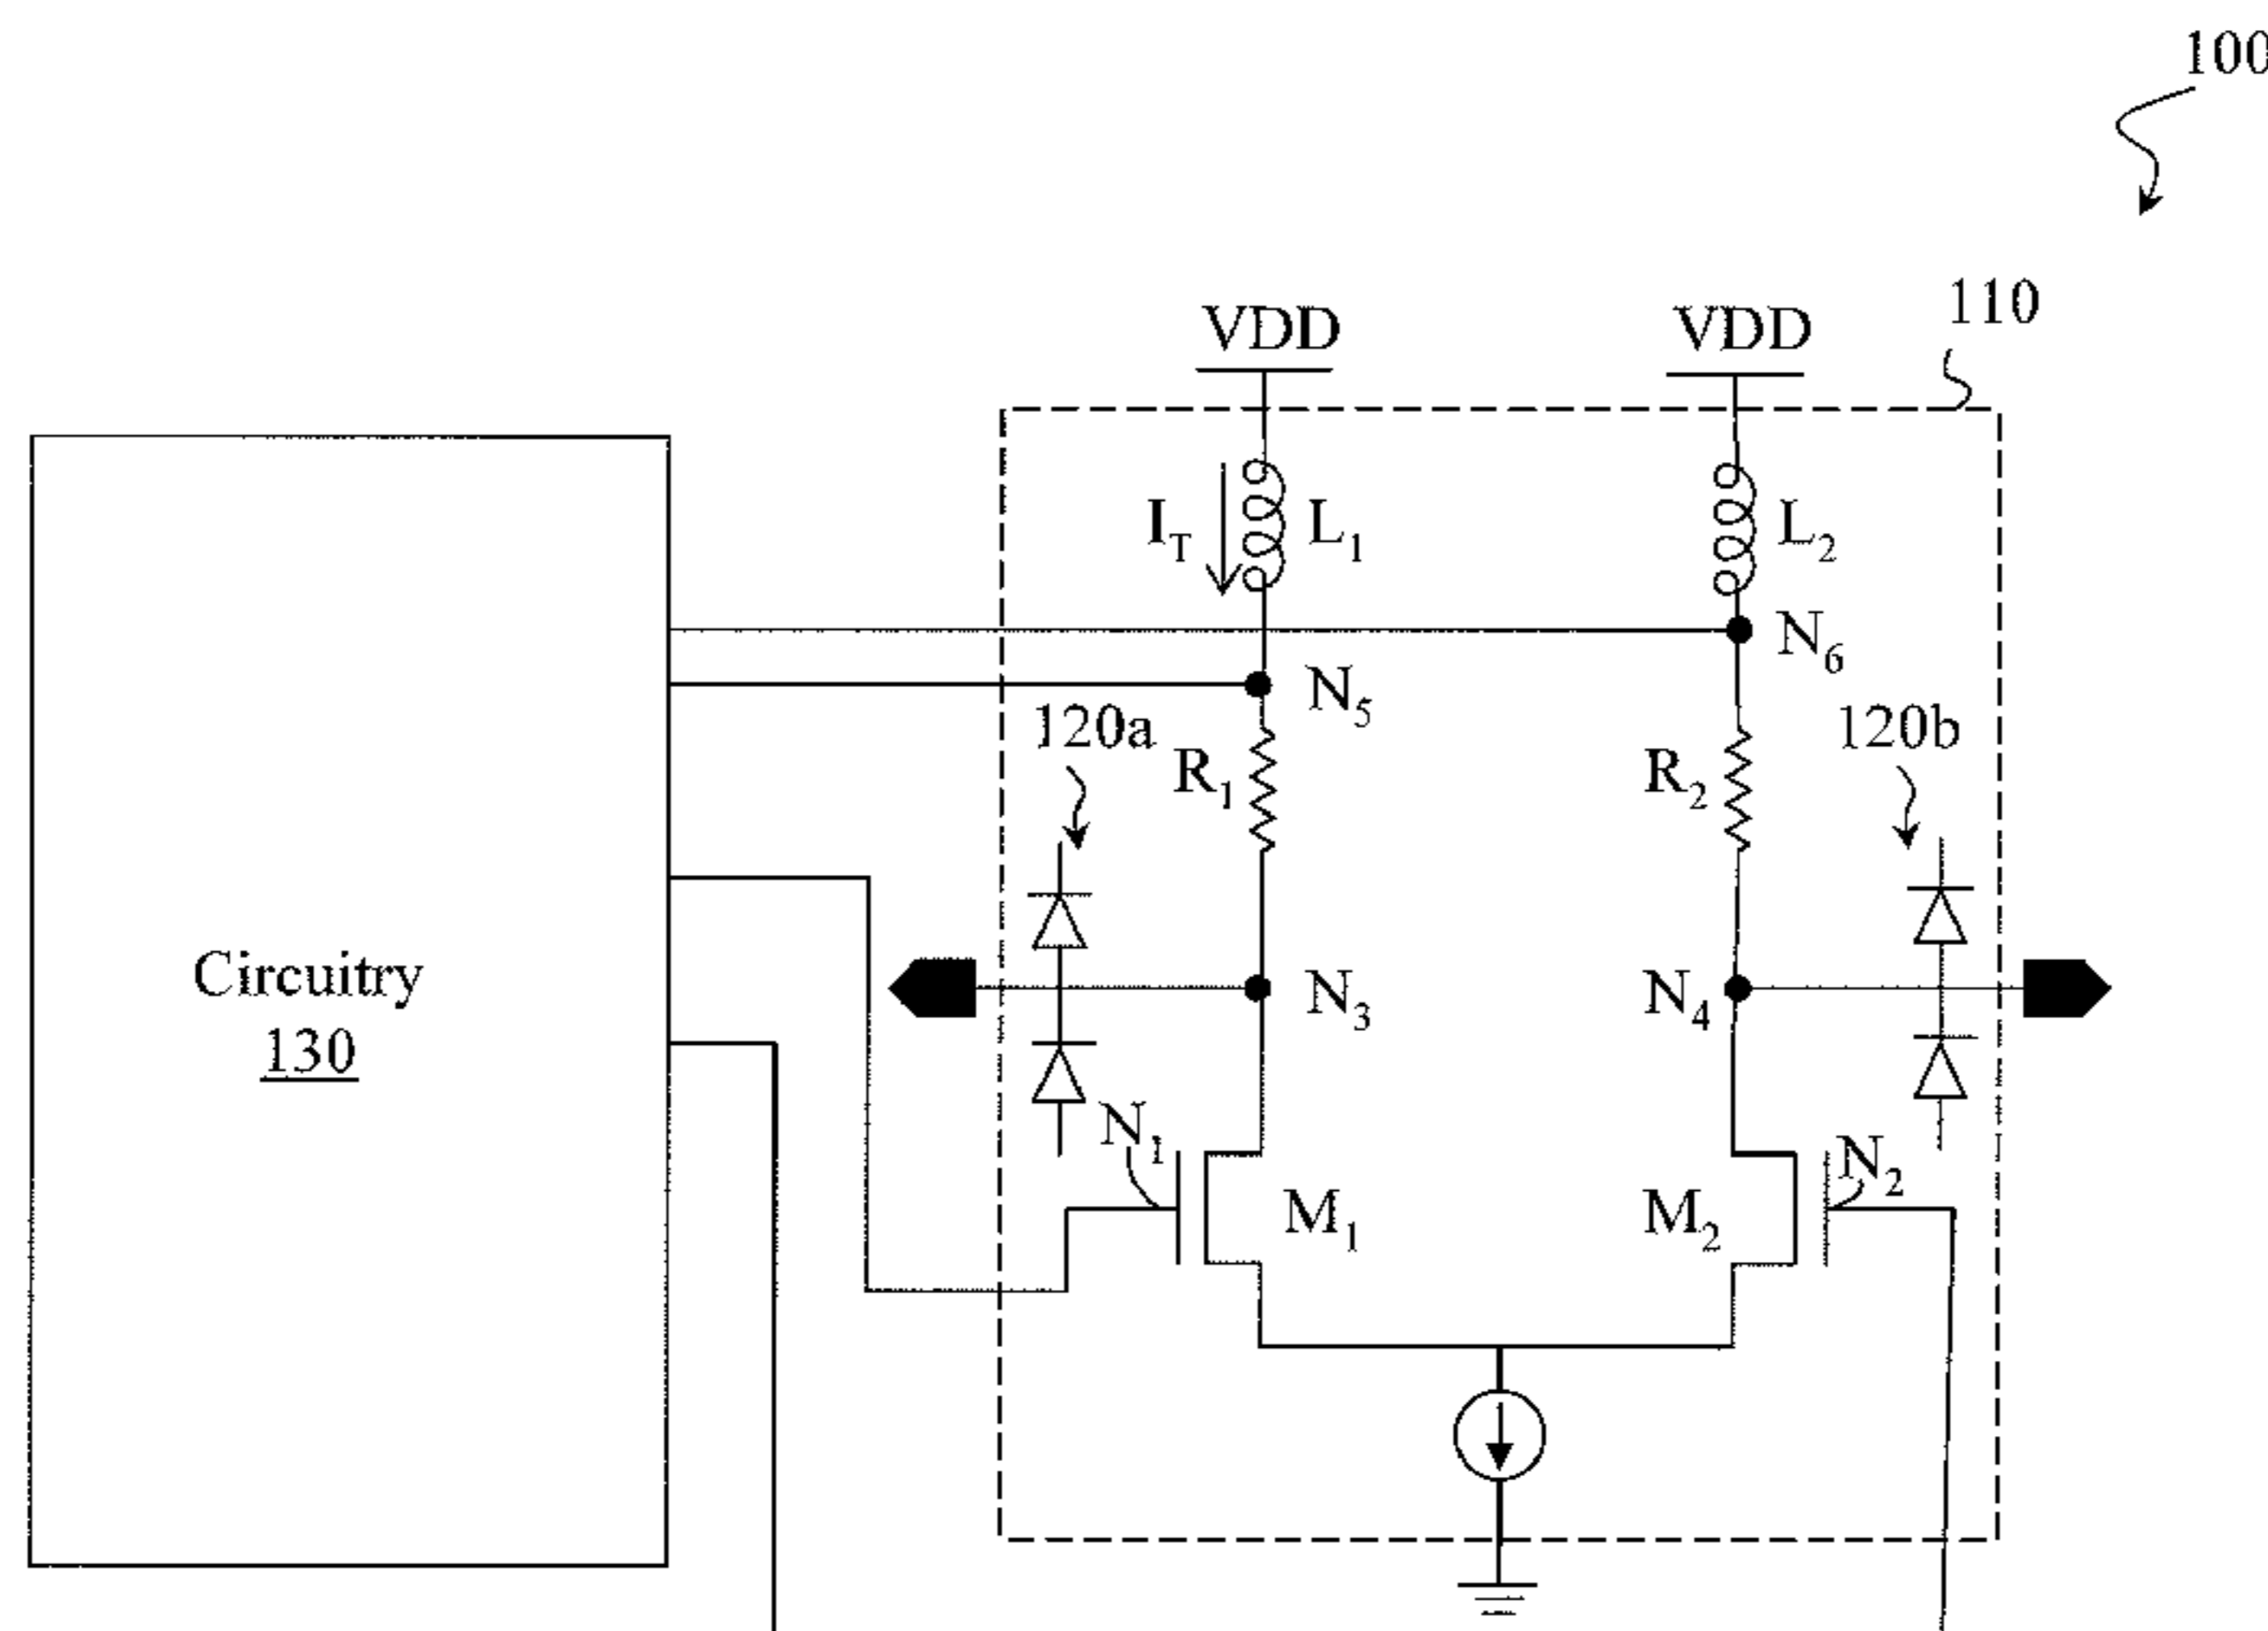 100
110
VDD VDD
I_T L_1 L_2
N_6
N_5
120a 120b
R_1 R_2
Circuitry
130
N_3 N_4
N_1 N_2
M_1 M_2